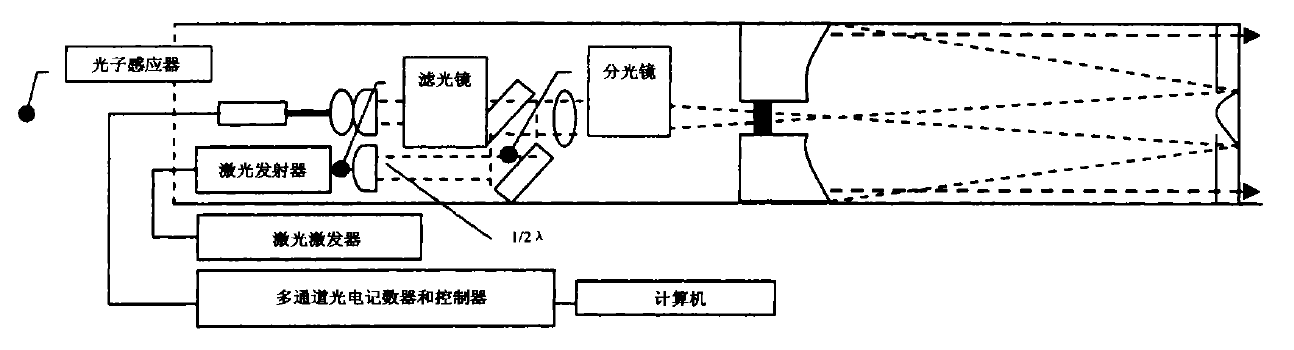 光子感应器
滤光镜
分光镜
激光发射器
激光激发器
1/2 λ
多通道光电记数器和控制器
计算机